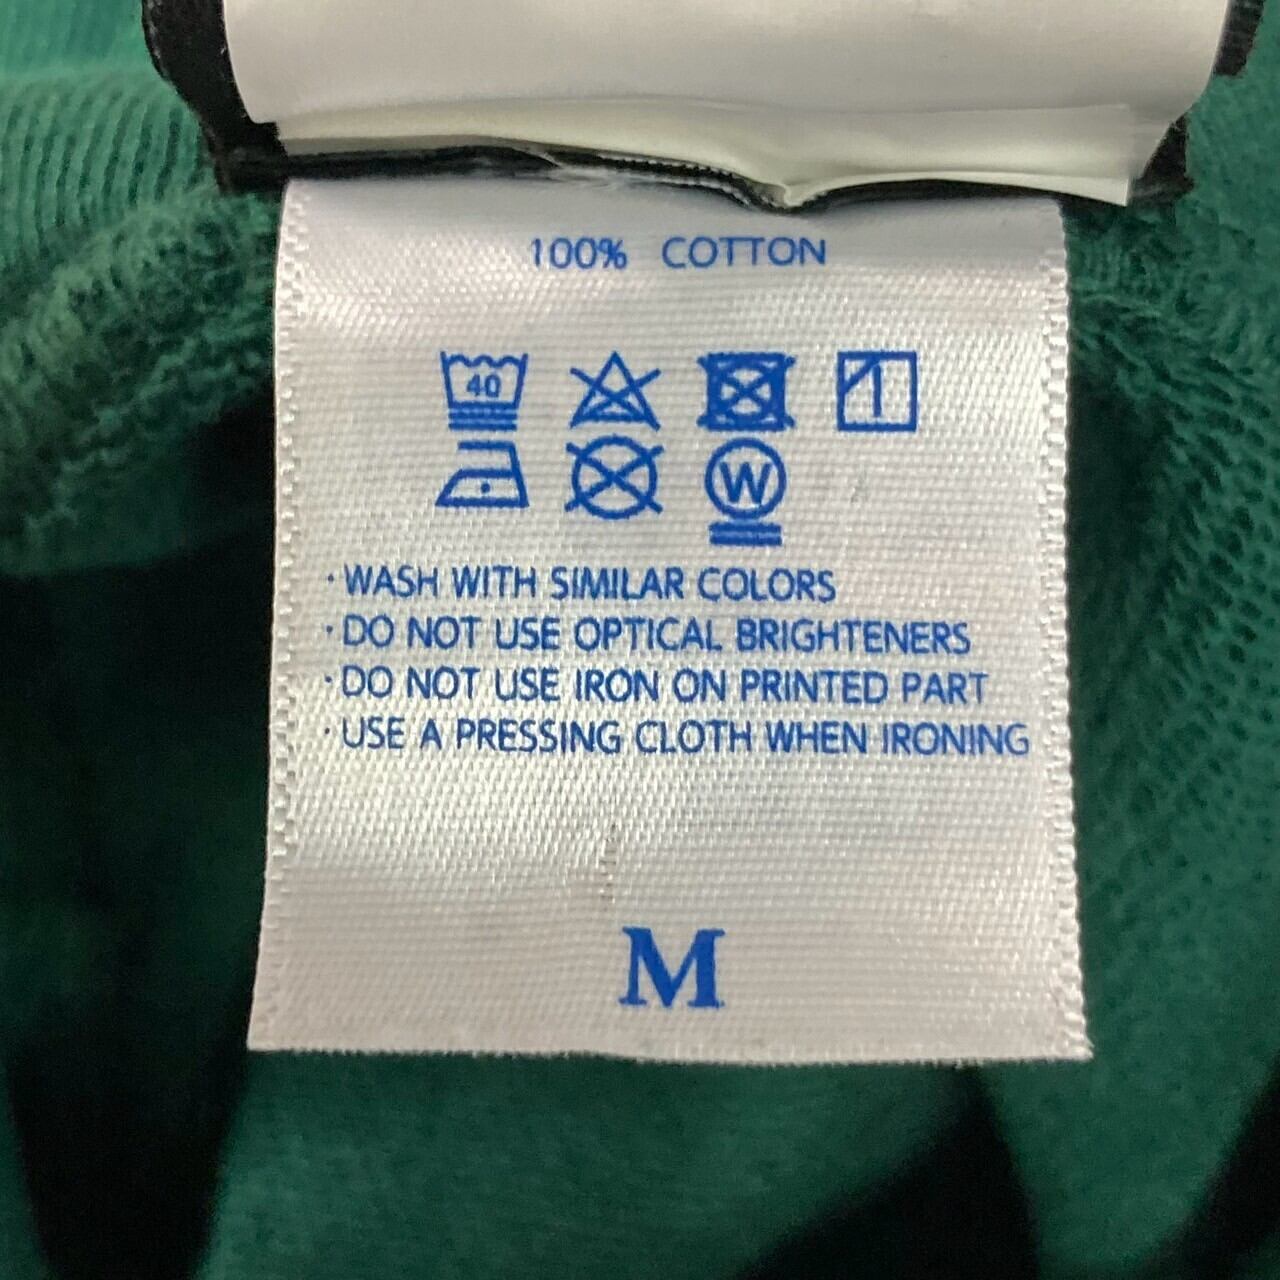 100% COTTON
40
W
· WASH WITH SIMILAR COLORS
· DO NOT USE OPTICAL BRIGHTENERS
· DO NOT USE IRON ON PRINTED PART
· USE A PRESSING CLOTH WHEN IRONING
M